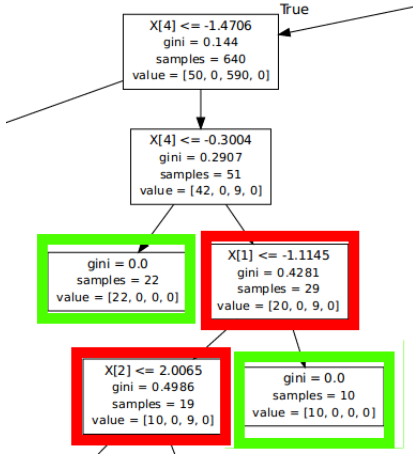 True
X[4] <= -1.4706
gini = 0.144
samples = 640
value = [50, 0, 590, 0]
X[4] <= -0.3004
gini = 0.2907
samples = 51
value = [42, 0, 9, 0]
gini = 0.0
samples = 22
value = [22, 0, 0, 0]
X[1] <= -1.1145
gini = 0.4281
samples = 29
value = [20, 0, 9, 0]
X[2] <= 2.0065
gini = 0.4986
samples = 19
value = [10, 0, 9, 0]
gini = 0.0
samples = 10
value = [10, 0, 0, 0]